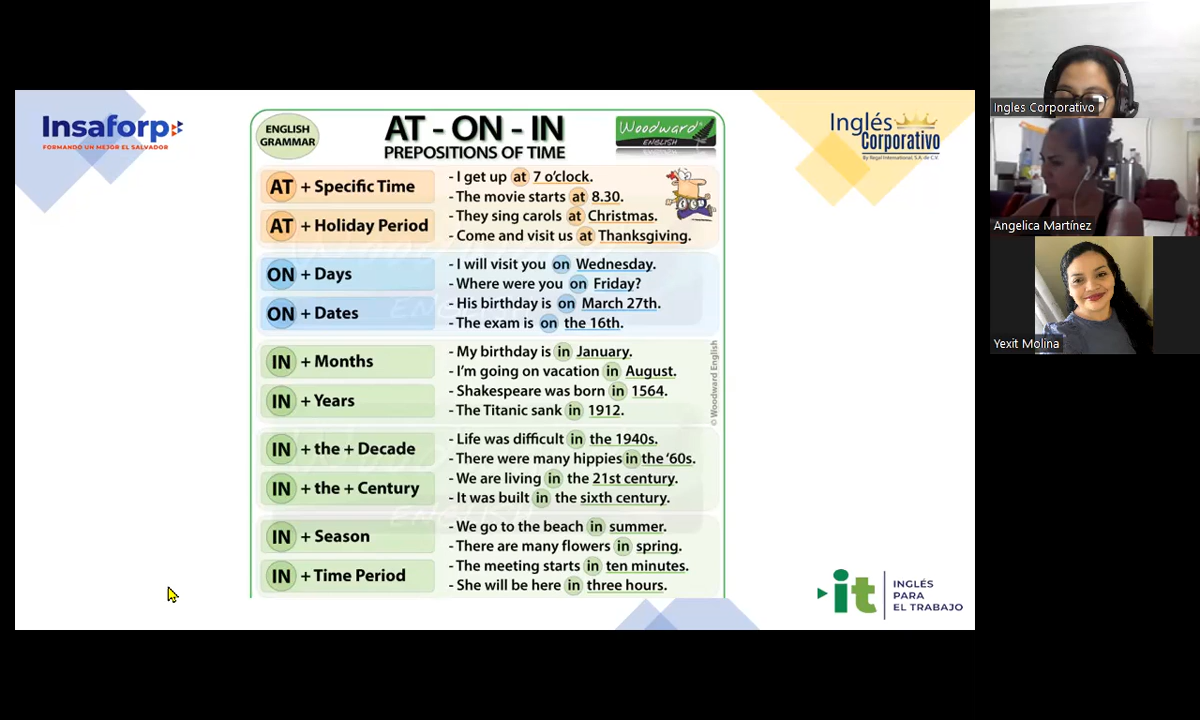 Insaforp
FORMANDO UN MEJOR EL SALVADOR
ENGLISH
GRAMMAR
AT - ON - IN
PREPOSITIONS OF TIME
Woodward®
ENGLISH
Inglés
Corporativo
By Regal International, S.A. de C.V.
AT + Specific Time
- I get up at 7 o'clock.
- The movie starts at 8.30.
AT + Holiday Period
- They sing carols at Christmas.
- Come and visit us at Thanksgiving.
ON + Days
- I will visit you on Wednesday.
- Where were you on Friday?
ON + Dates
- His birthday is on March 27th.
- The exam is on the 16th.
IN + Months
- My birthday is in January.
- I'm going on vacation in August.
IN + Years
- Shakespeare was born in 1564.
- The Titanic sank in 1912.
IN + the + Decade
- Life was difficult in the 1940s.
- There were many hippies in the '60s.
IN + the + Century
- We are living in the 21st century.
- It was built in the sixth century.
IN + Season
- We go to the beach in summer.
- There are many flowers in spring.
IN + Time Period
- The meeting starts in ten minutes.
- She will be here in three hours.
© Woodward English
it
INGLÉS
PARA
EL TRABAJO
Ingles Corporativo
Angelica Martínez
Yexit Molina